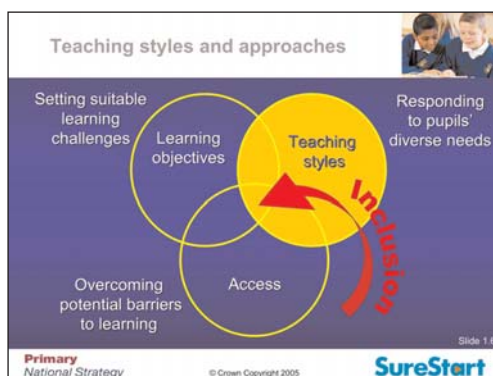 Teaching styles and approaches
Setting suitable
learning
challenges
Learning
objectives
Teaching
styles
Responding
to pupils'
diverse needs
Inclusion
Access
Overcoming
potential barriers
to learning
Slide 1.6
Primary
National Strategy
© Crown Copyright 2005
SureStart